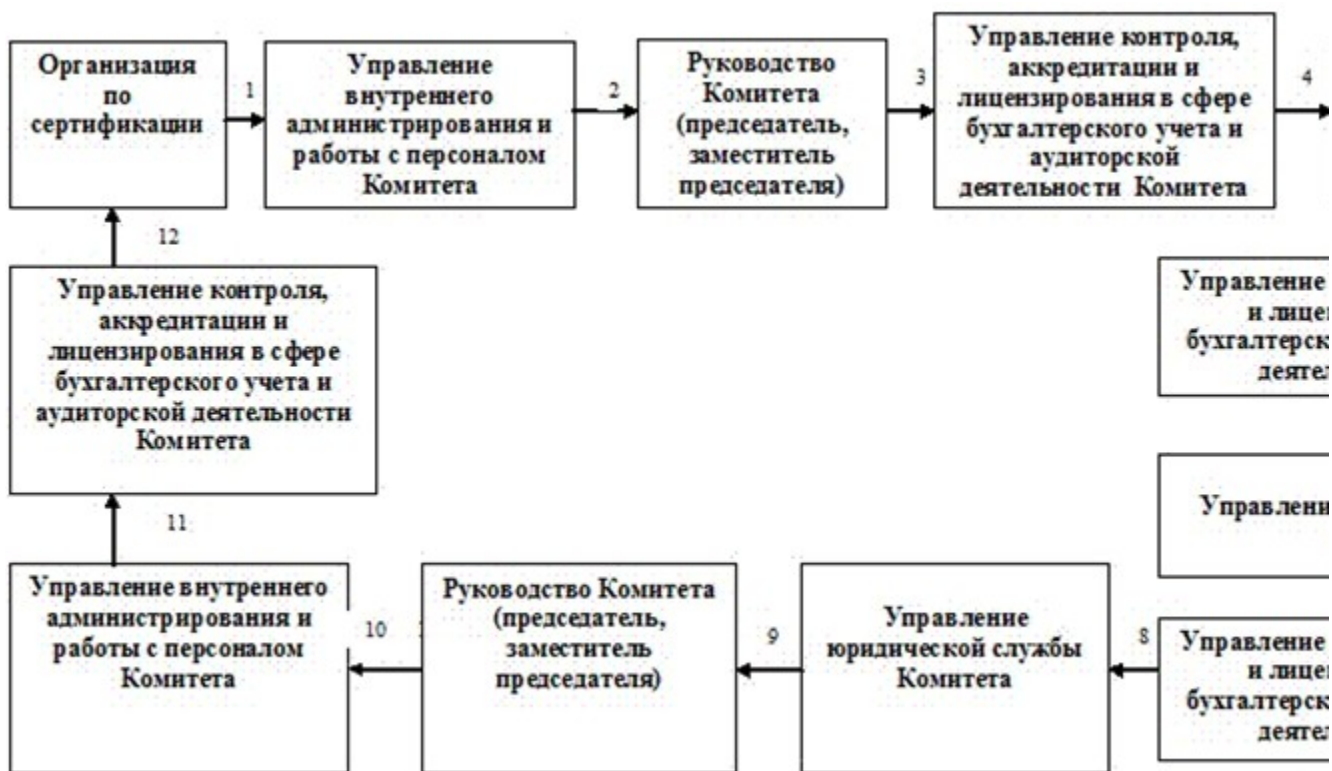 Организация
по
сертификации
1
Управление
внутреннего
администрирования и
работы с персоналом
Комитета
2
Руководство
Комитета
(председатель,
заместитель
председателя)
3
Управление контроля,
аккредитации и
лицензирования в сфере
бухгалтерского учета и
аудиторской
деятельности Комитета
4
12
Управление контроля,
аккредитации и
лицензирования в сфере
бухгалтерского учета и
аудиторской деятельности
Комитета
Управление
и
11
Управление внутреннего
администрирования и
работы с персоналом
Комитета
10
Руководство Комитета
(председатель,
заместитель
председателя)
9
Управление
юридической службы
Комитета
8
Управление
и